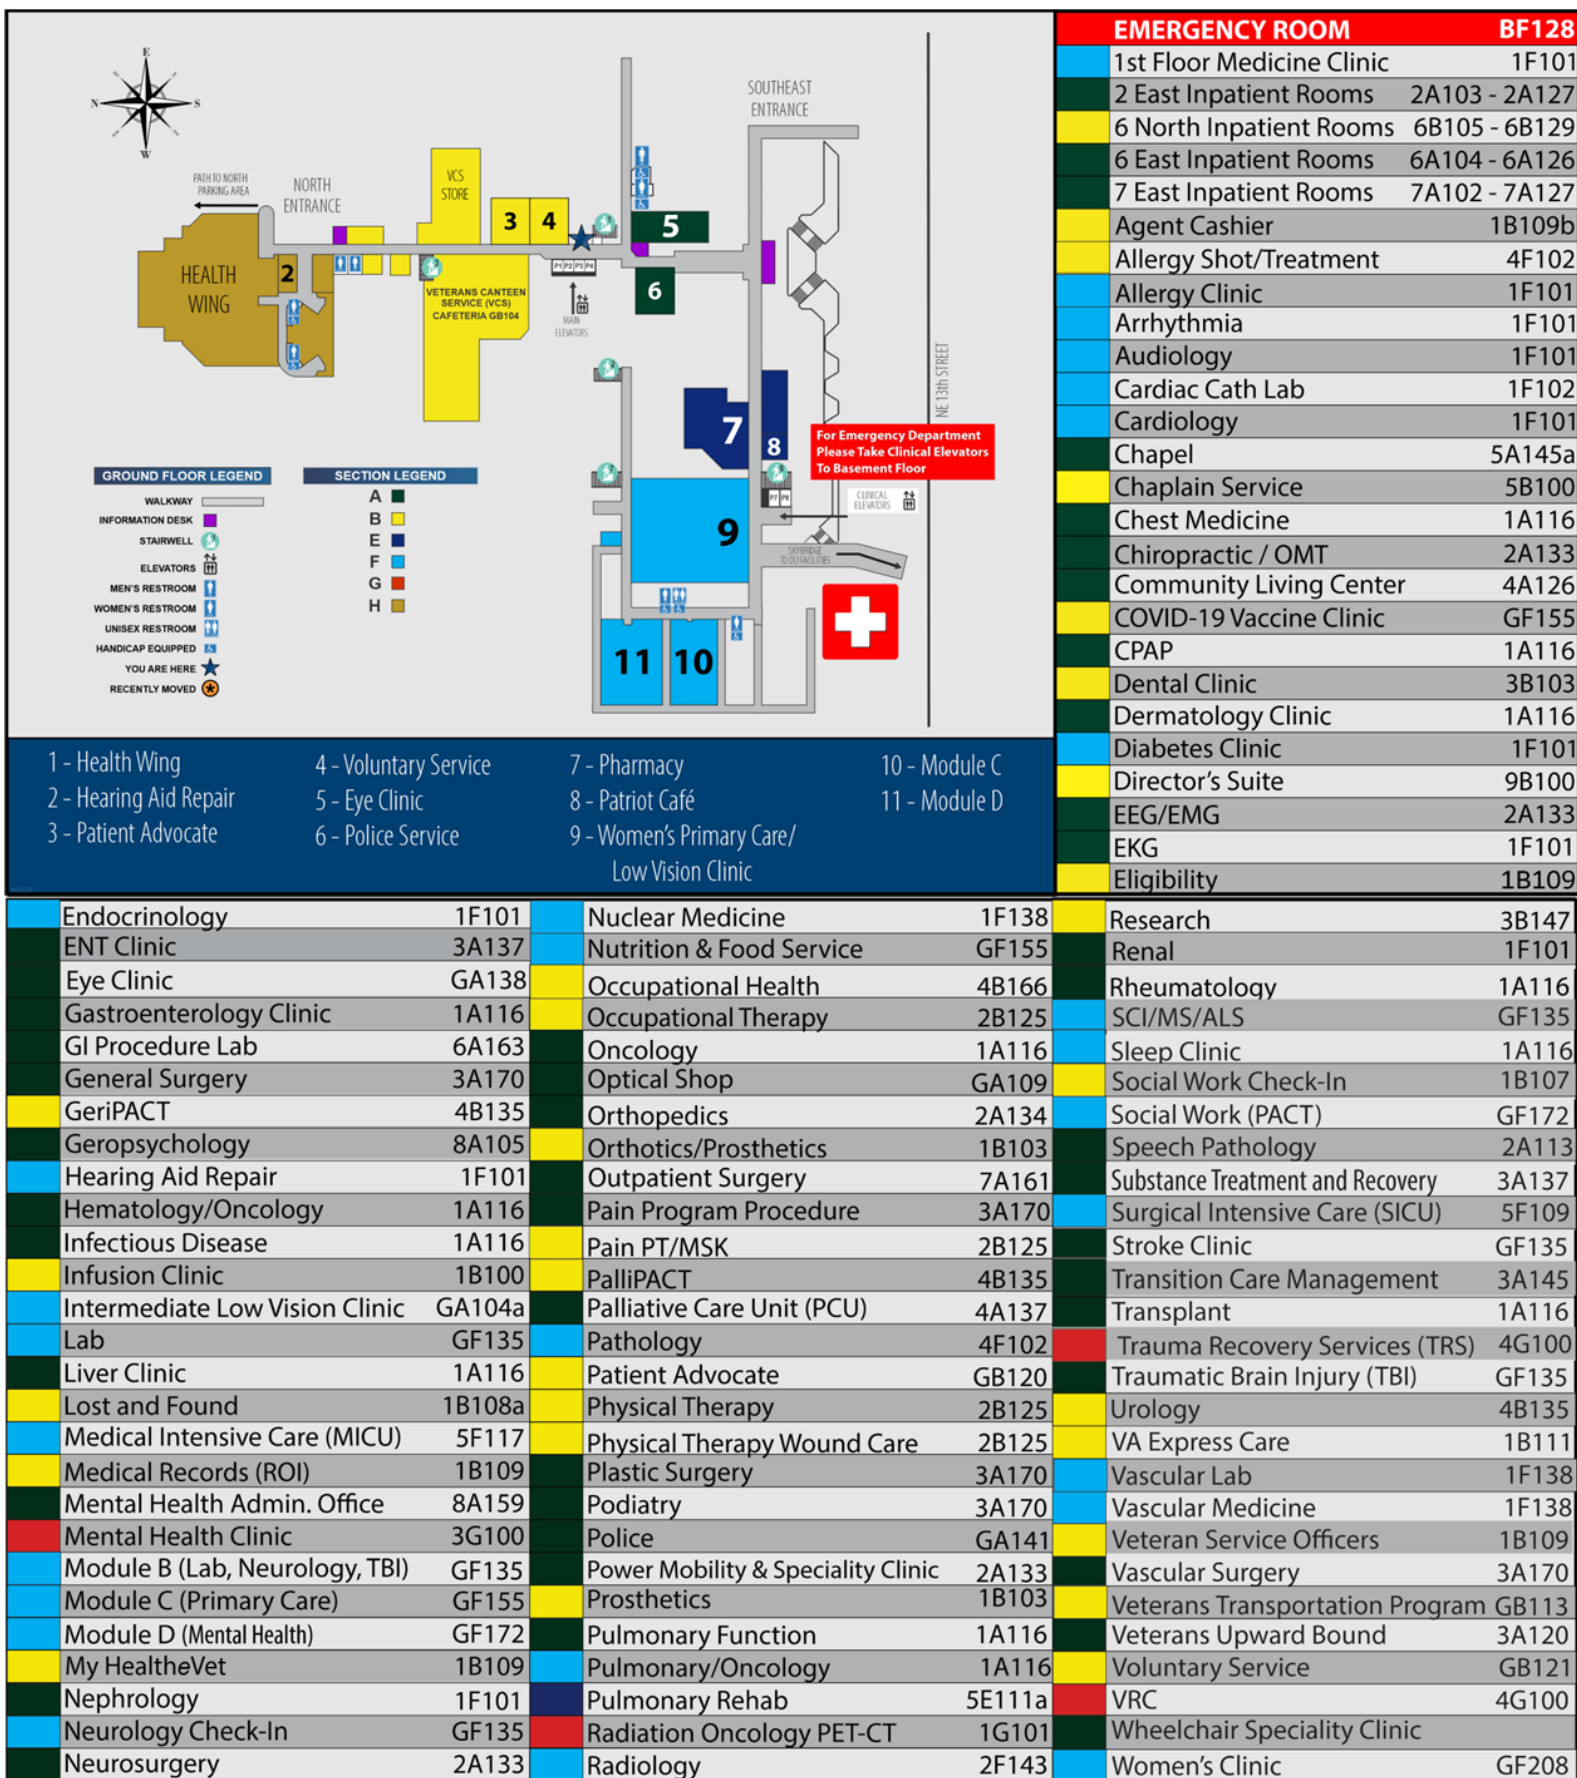 E
N
S
W
PATH TO NORTH
PARKING AREA
NORTH
ENTRANCE
SOUTHEAST
ENTRANCE
VCS
STORE
3
4
5
HEALTH
WING
2
VETERANS CANTEEN
SERVICE (VCS)
CAFETERIA GB104
P1 P2 P3 P4
MAIN
ELEVATORS
6
NE 13th STREET
7
8
For Emergency Department
Please Take Clinical Elevators
To Basement Floor
P7 P8
CLINICAL
ELEVATORS
9
SKYBRIDGE
TO OU FACILITIES
11
10
GROUND FLOOR LEGEND
WALKWAY
INFORMATION DESK
STAIRWELL
ELEVATORS
MEN'S RESTROOM
WOMEN'S RESTROOM
UNISEX RESTROOM
HANDICAP EQUIPPED
YOU ARE HERE
RECENTLY MOVED
SECTION LEGEND
A
B
E
F
G
H
1 - Health Wing
2 - Hearing Aid Repair
3 - Patient Advocate
4 - Voluntary Service
5 - Eye Clinic
6 - Police Service
7 - Pharmacy
8 - Patriot Café
9 - Women's Primary Care/
Low Vision Clinic
10 - Module C
11 - Module D
EMERGENCY ROOM BF128
1st Floor Medicine Clinic 1F101
2 East Inpatient Rooms 2A103 - 2A127
6 North Inpatient Rooms 6B105 - 6B129
6 East Inpatient Rooms 6A104 - 6A126
7 East Inpatient Rooms 7A102 - 7A127
Agent Cashier 1B109b
Allergy Shot/Treatment 4F102
Allergy Clinic 1F101
Arrhythmia 1F101
Audiology 1F101
Cardiac Cath Lab 1F102
Cardiology 1F101
Chapel 5A145a
Chaplain Service 5B100
Chest Medicine 1A116
Chiropractic / OMT 2A133
Community Living Center 4A126
COVID-19 Vaccine Clinic GF155
CPAP 1A116
Dental Clinic 3B103
Dermatology Clinic 1A116
Diabetes Clinic 1F101
Director's Suite 9B100
EEG/EMG 2A133
EKG 1F101
Eligibility 1B109
Endocrinology 1F101
ENT Clinic 3A137
Eye Clinic GA138
Gastroenterology Clinic 1A116
GI Procedure Lab 6A163
General Surgery 3A170
GeriPACT 4B135
Geropsychology 8A105
Hearing Aid Repair 1F101
Hematology/Oncology 1A116
Infectious Disease 1A116
Infusion Clinic 1B100
Intermediate Low Vision Clinic GA104a
Lab GF135
Liver Clinic 1A116
Lost and Found 1B108a
Medical Intensive Care (MICU) 5F117
Medical Records (ROI) 1B109
Mental Health Admin. Office 8A159
Mental Health Clinic 3G100
Module B (Lab, Neurology, TBI) GF135
Module C (Primary Care) GF155
Module D (Mental Health) GF172
My HealtheVet 1B109
Nephrology 1F101
Neurology Check-In GF135
Neurosurgery 2A133
Nuclear Medicine 1F138
Nutrition & Food Service GF155
Occupational Health 4B166
Occupational Therapy 2B125
Oncology 1A116
Optical Shop GA109
Orthopedics 2A134
Orthotics/Prosthetics 1B103
Outpatient Surgery 7A161
Pain Program Procedure 3A170
Pain PT/MSK 2B125
PalliPACT 4B135
Palliative Care Unit (PCU) 4A137
Pathology 4F102
Patient Advocate GB120
Physical Therapy 2B125
Physical Therapy Wound Care 2B125
Plastic Surgery 3A170
Podiatry 3A170
Police GA141
Power Mobility & Speciality Clinic 2A133
Prosthetics 1B103
Pulmonary Function 1A116
Pulmonary/Oncology 1A116
Pulmonary Rehab 5E111a
Radiation Oncology PET-CT 1G101
Radiology 2F143
Research 3B147
Renal 1F101
Rheumatology 1A116
SCI/MS/ALS GF135
Sleep Clinic 1A116
Social Work Check-In 1B107
Social Work (PACT) GF172
Speech Pathology 2A113
Substance Treatment and Recovery 3A137
Surgical Intensive Care (SICU) 5F109
Stroke Clinic GF135
Transition Care Management 3A145
Transplant 1A116
Trauma Recovery Services (TRS) 4G100
Traumatic Brain Injury (TBI) GF135
Urology 4B135
VA Express Care 1B111
Vascular Lab 1F138
Vascular Medicine 1F138
Veteran Service Officers 1B109
Vascular Surgery 3A170
Veterans Transportation Program GB113
Veterans Upward Bound 3A120
Voluntary Service GB121
VRC 4G100
Wheelchair Speciality Clinic
Women's Clinic GF208